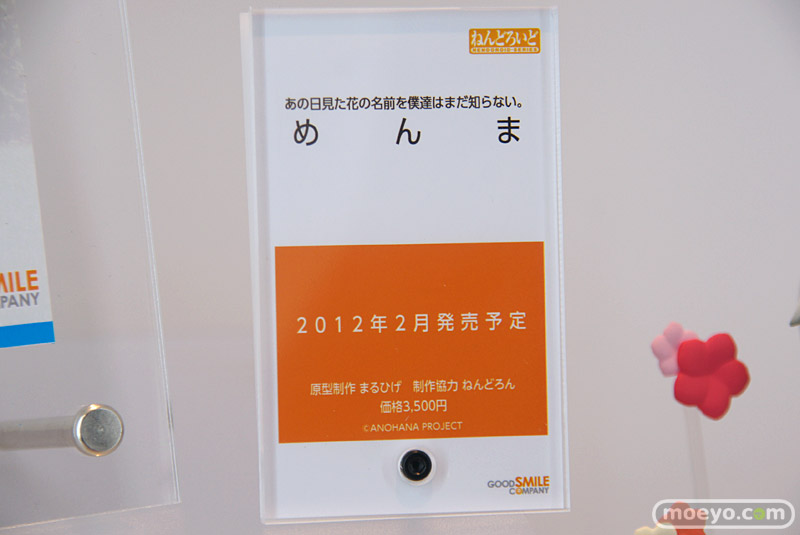 ねんどろいど
NENDOROID SERIES
あの日見た花の名前を僕達はまだ知らない。
めんま
2012年2月発売予定
原型制作 まるひげ　制作協力 ねんどろん
価格3,500円
©ANOHANA PROJECT
GOOD SMILE
COMPANY
MILE
PANY
moeyo.com